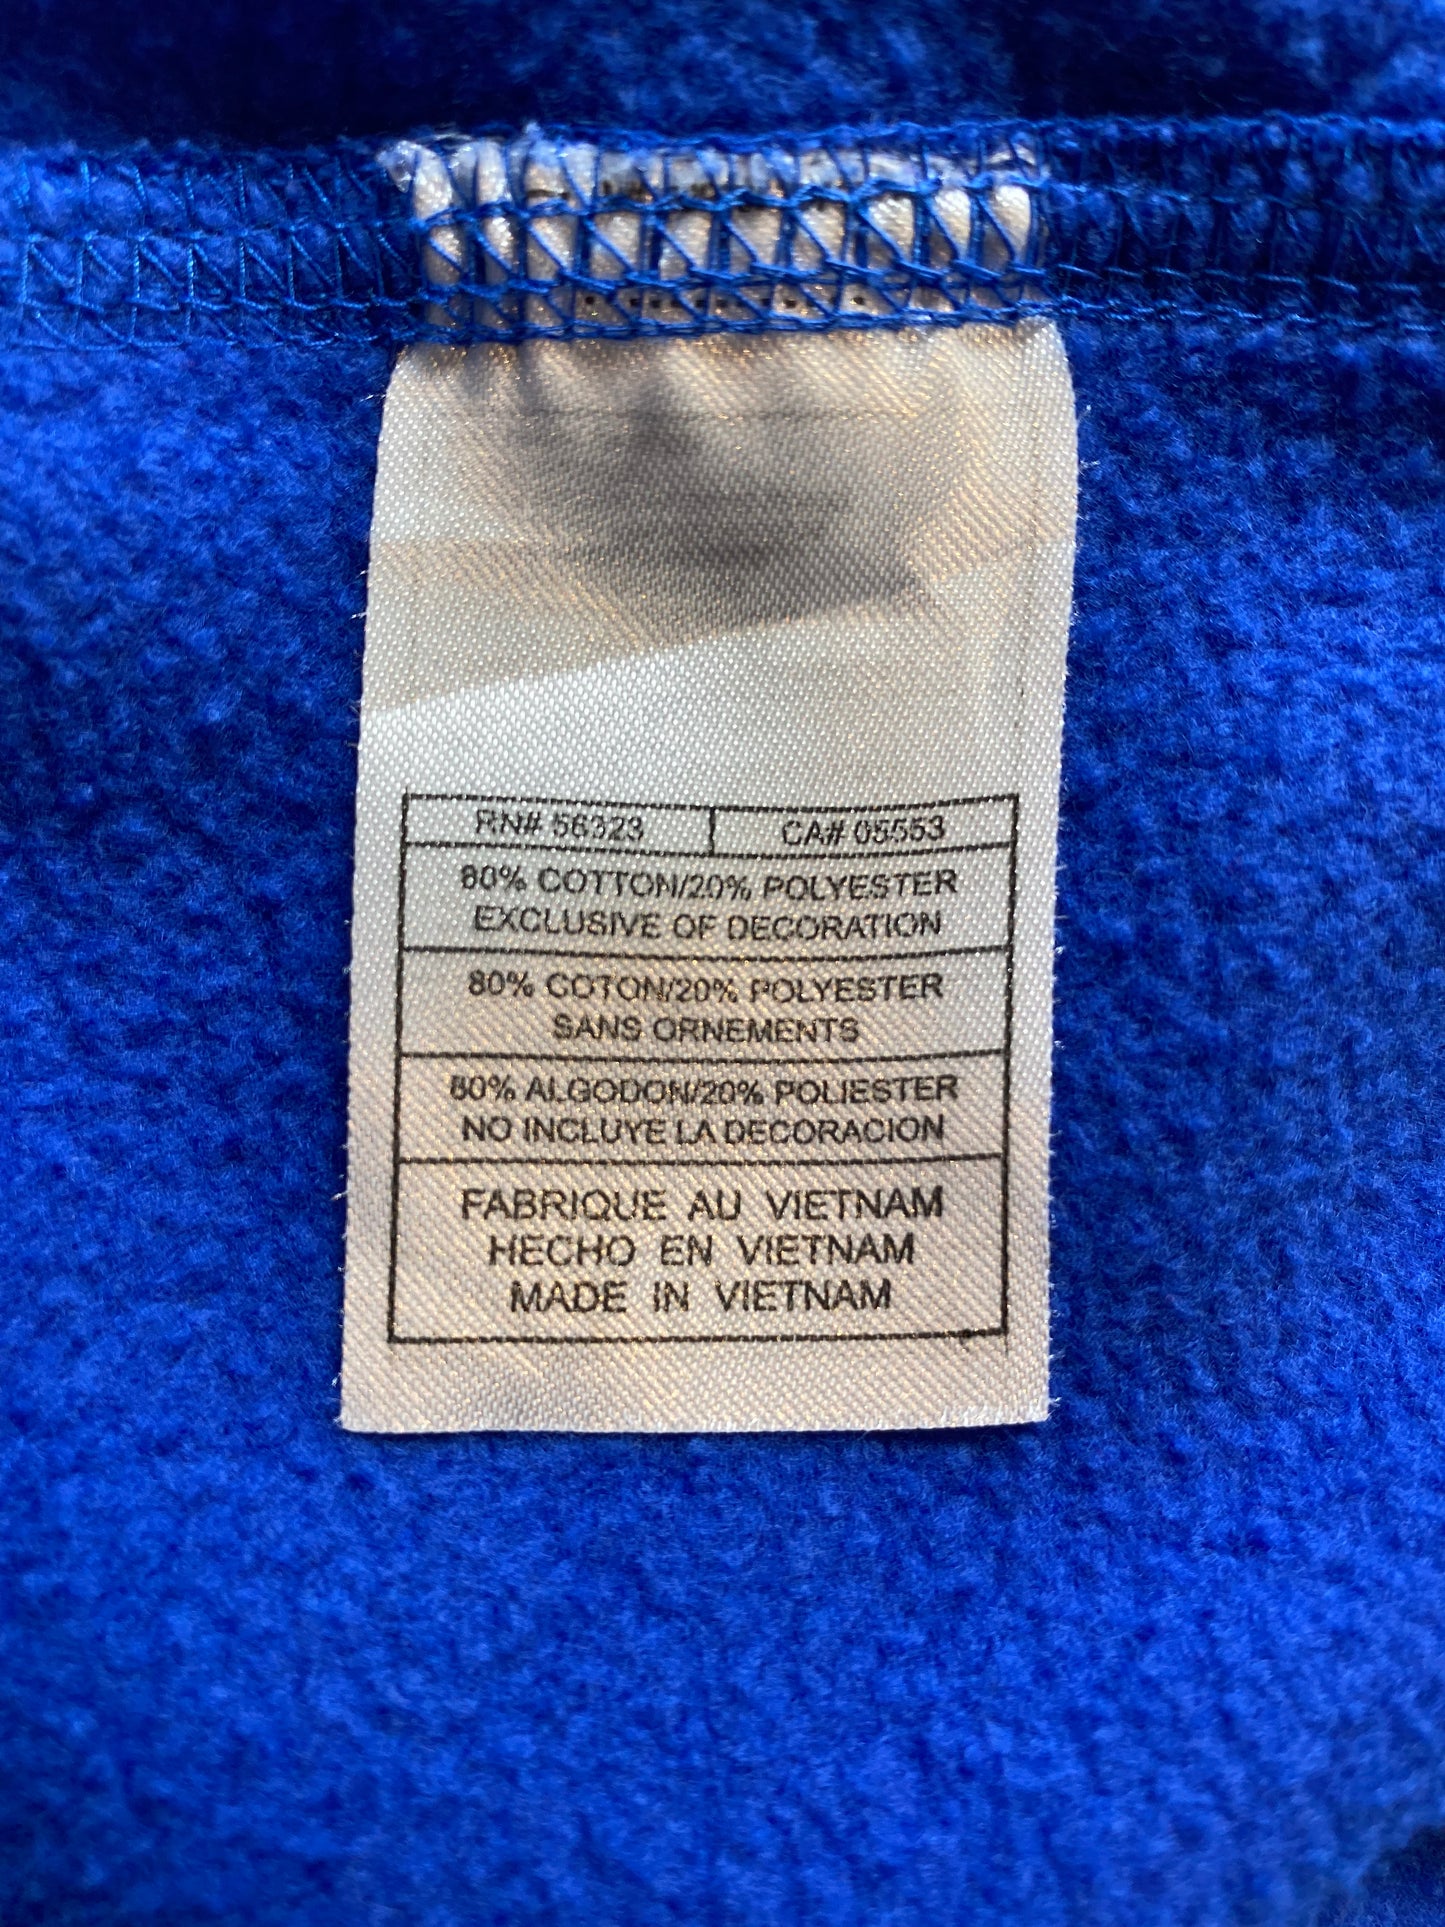 RN# 56323 CA# 05553
80% COTTON/20% POLYESTER
EXCLUSIVE OF DECORATION
80% COTON/20% POLYESTER
SANS ORNEMENTS
80% ALGODON/20% POLIESTER
NO INCLUYE LA DECORACION
FABRIQUE AU VIETNAM
HECHO EN VIETNAM
MADE IN VIETNAM